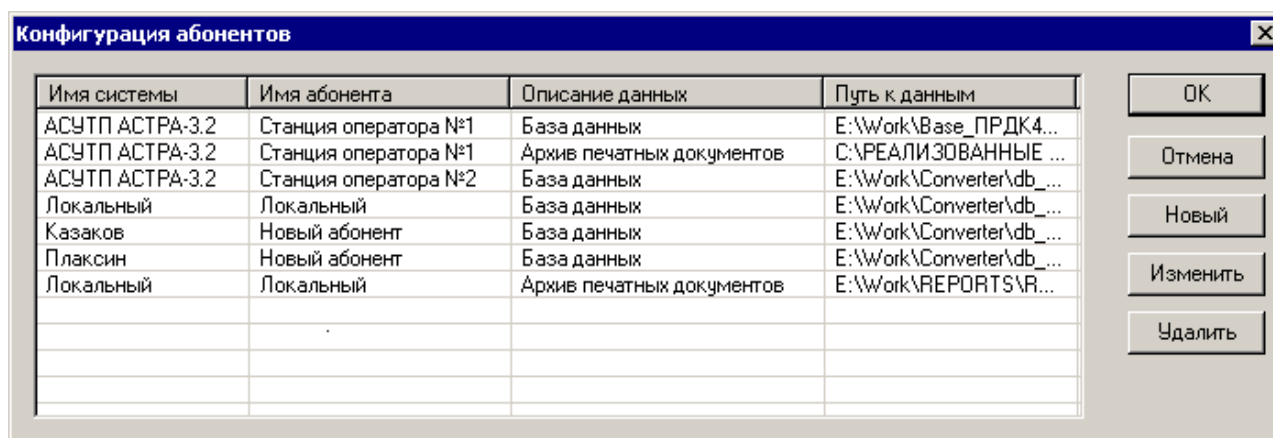 Конфигурация абонентов
Имя системы Имя абонента Описание данных Путь к данным
АСУТП АСТРА-3.2 Станция оператора №1 База данных E:\Work\Base_ПРДК4...
АСУТП АСТРА-3.2 Станция оператора №1 Архив печатных документов C:\РЕАЛИЗОВАННЫЕ ...
АСУТП АСТРА-3.2 Станция оператора №2 База данных E:\Work\Converter\db_...
Локальный Локальный База данных E:\Work\Converter\db_...
Казаков Новый абонент База данных E:\Work\Converter\db_...
Плаксин Новый абонент База данных E:\Work\Converter\db_...
Локальный Локальный Архив печатных документов E:\Work\REPORTS\R...
OK
Отмена
Новый
Изменить
Удалить